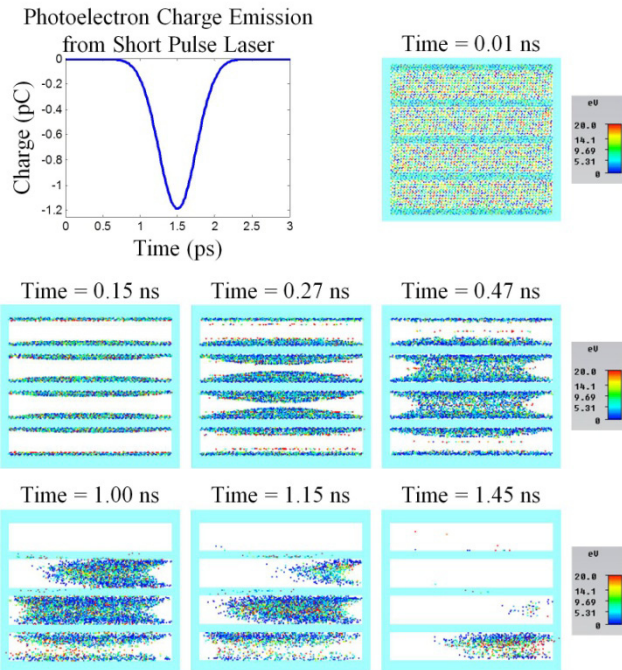 Photoelectron Charge Emission
from Short Pulse Laser
0
-0.2
-0.4
-0.6
-0.8
-1
-1.2
Charge (pC)
0 0.5 1 1.5 2 2.5 3
Time (ps)
Time = 0.01 ns
eV
20.0
14.1
9.69
5.31
0
Time = 0.15 ns
Time = 0.27 ns
Time = 0.47 ns
eV
20.0
14.1
9.69
5.31
0
Time = 1.00 ns
Time = 1.15 ns
Time = 1.45 ns
eV
20.0
14.1
9.69
5.31
0